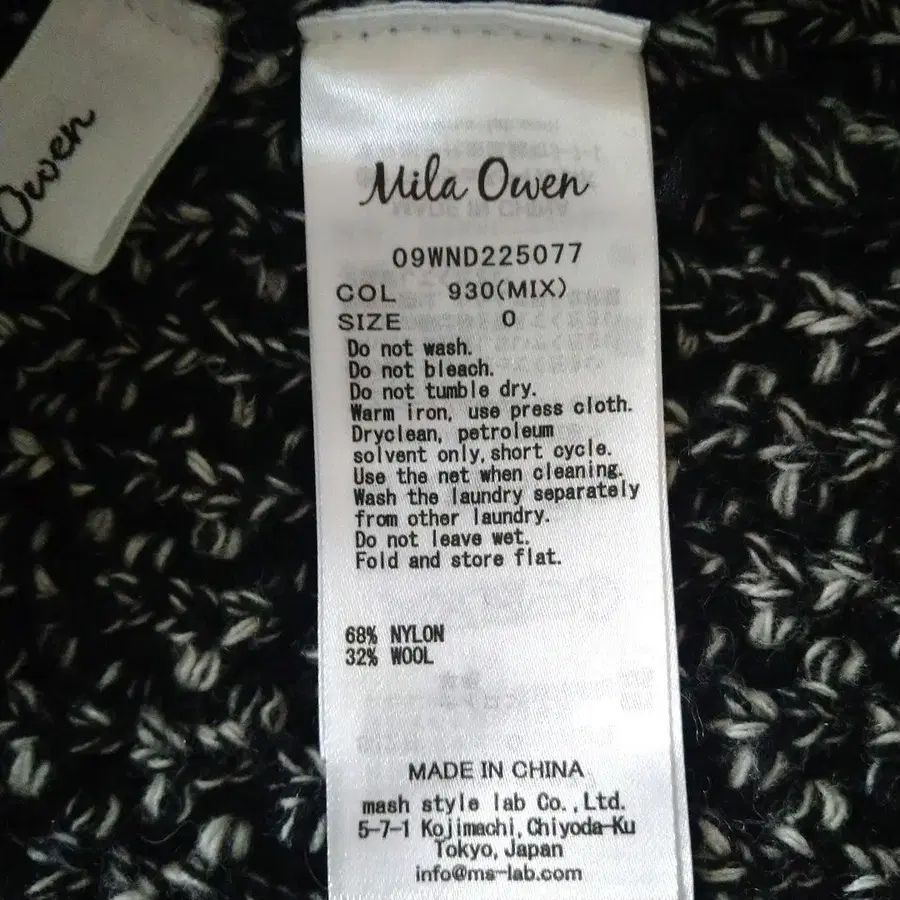 Owen
Mila Owen
09WND225077
COL 930(MIX)
SIZE 0
Do not wash.
Do not bleach.
Do not tumble dry.
Warm iron, use press cloth.
Dryclean, petroleum
solvent only,short cycle.
Use the net when cleaning.
Wash the laundry separately
from other laundry.
Do not leave wet.
Fold and store flat.
68% NYLON
32% WOOL
MADE IN CHINA
mash style lab Co.,Ltd.
5-7-1 Kojimachi,Chiyoda-Ku
Tokyo,Japan
info@ms-lab.com